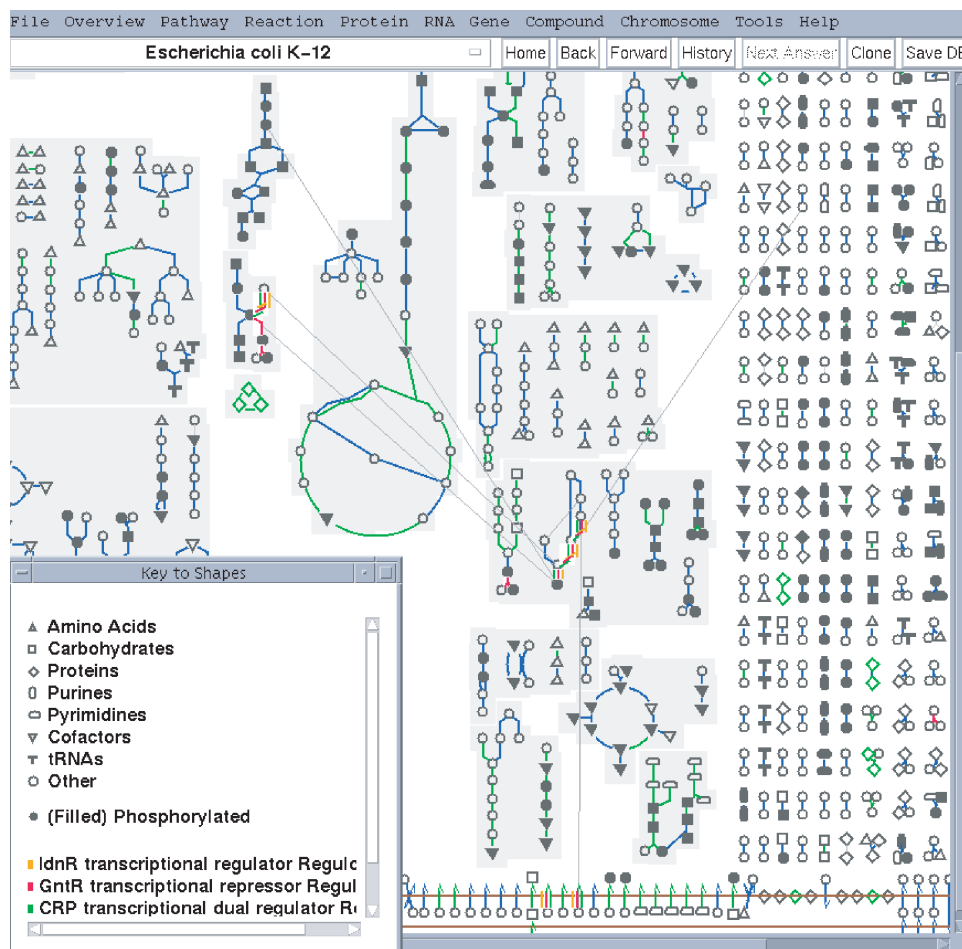 File Overview Pathway Reaction Protein RNA Gene Compound Chromosome Tools Help
Escherichia coli K-12 Home Back Forward History Next Answer Clone Save DB
Key to Shapes
Amino Acids
Carbohydrates
Proteins
Purines
Pyrimidines
Cofactors
tRNAs
Other
(Filled) Phosphorylated
IdnR transcriptional regulator Regulo
GntR transcriptional repressor Regul
CRP transcriptional dual regulator Re